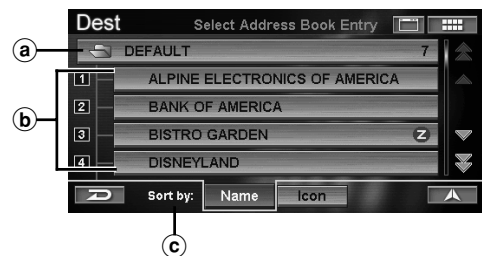 Dest Select Address Book Entry
a DEFAULT 7
1 ALPINE ELECTRONICS OF AMERICA
b
2 BANK OF AMERICA
3 BISTRO GARDEN Z
4 DISNEYLAND
Sort by: Name Icon
c